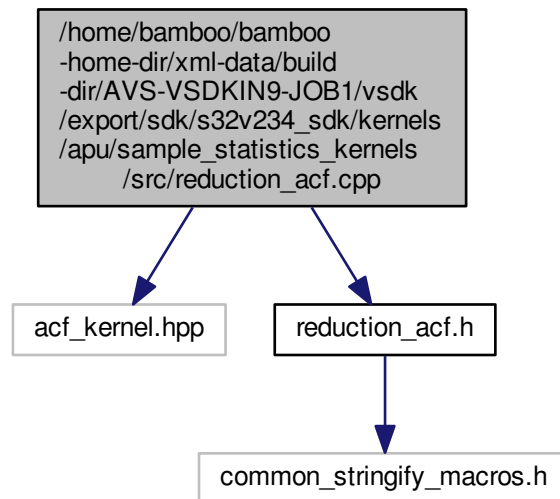 /home/bamboo/bamboo
-home-dir/xml-data/build
-dir/AVS-VSDKIN9-JOB1/vsdk
/export/sdk/s32v234_sdk/kernels
/apu/sample_statistics_kernels
/src/reduction_acf.cpp
acf_kernel.hpp
reduction_acf.h
common_stringify_macros.h